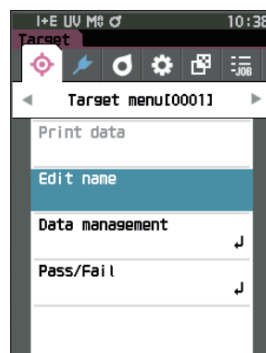 I+E UV M0 ♂ 10:38
Target
-JOB
Target menu[0001]
Print data
Edit name
Data management
Pass/Fail